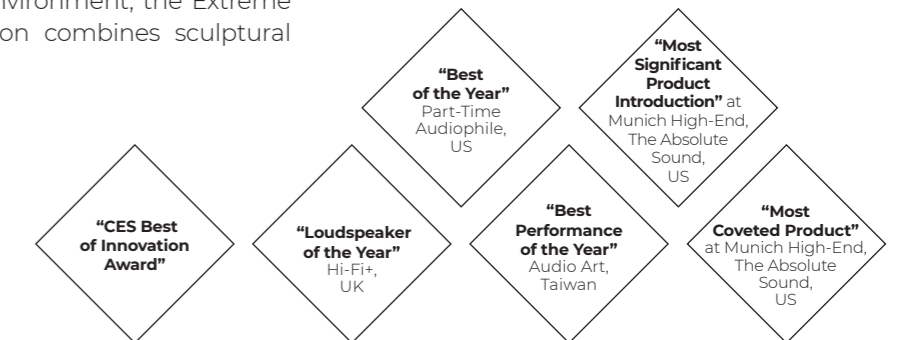 nvironment, the Extreme
on combines sculptural
“Best
of the Year”
Part-Time
Audiophile,
US
“Most
Significant
Product
Introduction” at
Munich High-End,
The Absolute
Sound,
US
“CES Best
of Innovation
Award”
“Loudspeaker
of the Year”
Hi-Fi+,
UK
“Best
Performance
of the Year”
Audio Art,
Taiwan
“Most
Coveted Product”
at Munich High-End,
The Absolute
Sound,
US